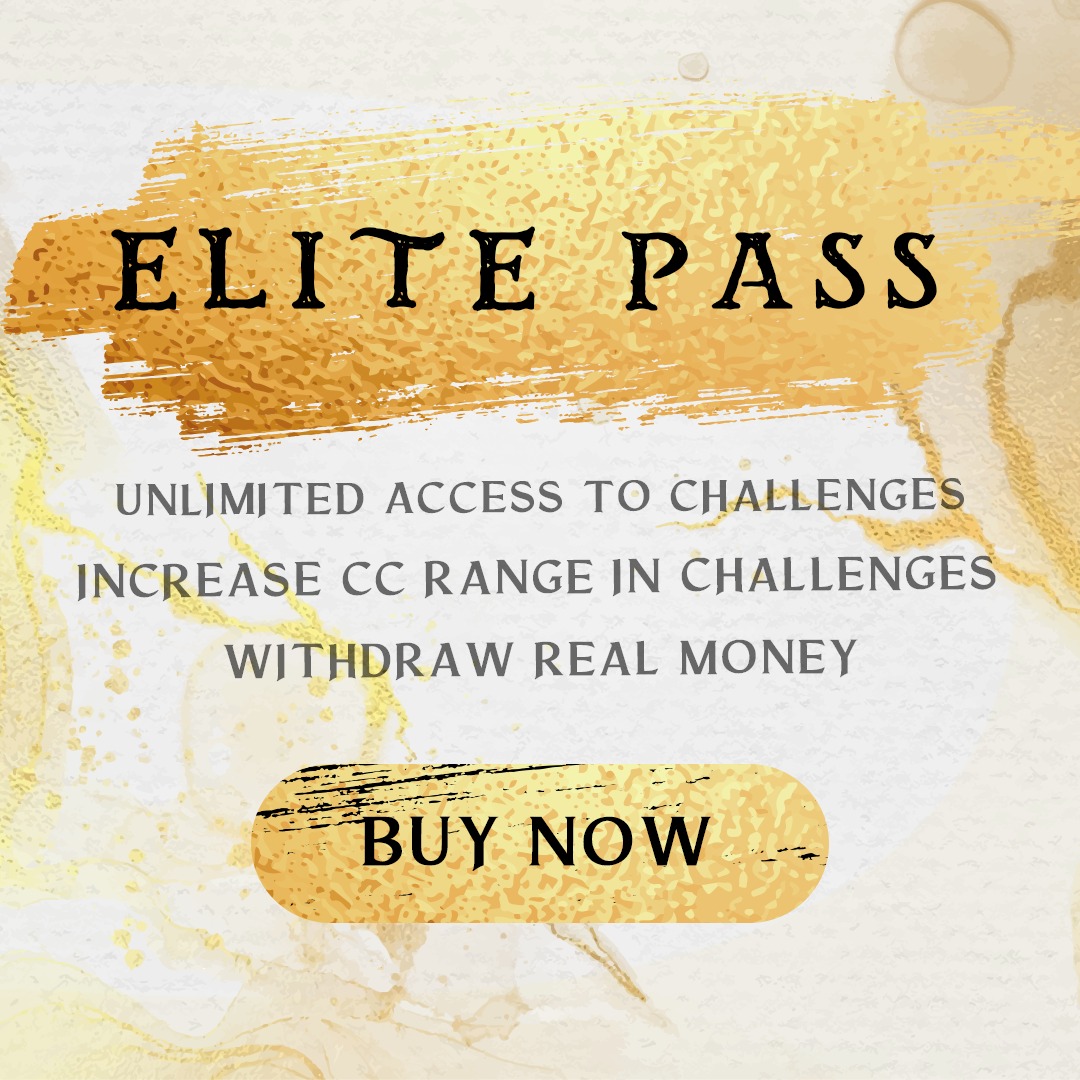 ELITE PASS
UNLIMITED ACCESS TO CHALLENGES
INCREASE CC RANGE IN CHALLENGES
WITHDRAW REAL MONEY
BUY NOW